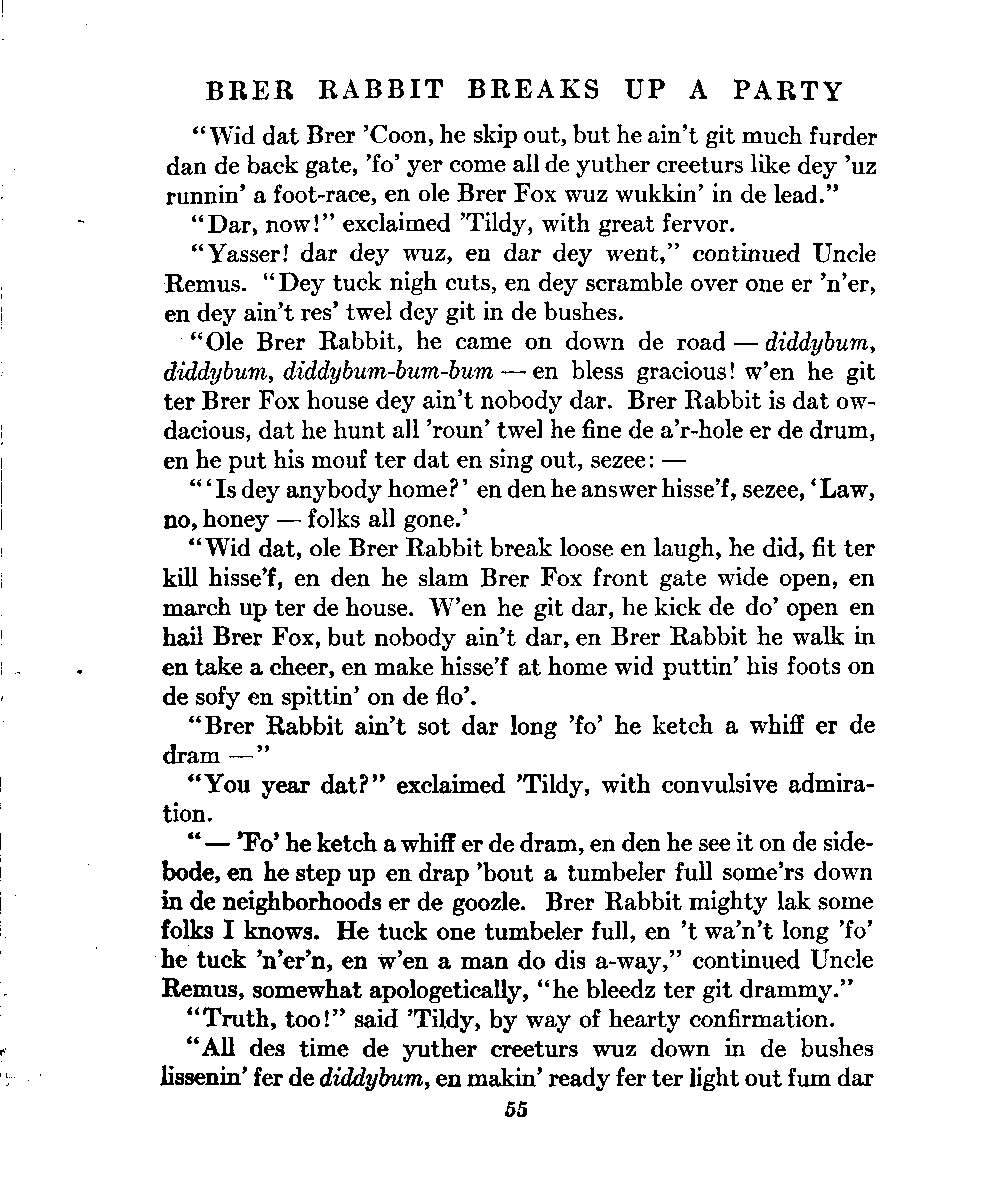 BRER RABBIT BREAKS UP A PARTY
“Wid dat Brer ’Coon, he skip out, but he ain’t git much furder
dan de back gate, ’fo’ yer come all de yuther creeturs like dey ’uz
runnin’ a foot-race, en ole Brer Fox wuz wukkin’ in de lead.”
“Dar, now!” exclaimed ’Tildy, with great fervor.
“Yasser! dar dey wuz, en dar dey went,” continued Uncle
Remus. “Dey tuck nigh cuts, en dey scramble over one er ’n’er,
en dey ain’t res’ twel dey git in de bushes.
“Ole Brer Rabbit, he came on down de road — diddybum,
diddybum, diddybum-bum-bum — en bless gracious! w’en he git
ter Brer Fox house dey ain’t nobody dar. Brer Rabbit is dat ow-
dacious, dat he hunt all ’roun’ twel he fine de a’r-hole er de drum,
en he put his mouf ter dat en sing out, sezee: —
“‘Is dey anybody home?’ en den he answer hisse’f, sezee, ‘Law,
no, honey — folks all gone.’
“Wid dat, ole Brer Rabbit break loose en laugh, he did, fit ter
kill hisse’f, en den he slam Brer Fox front gate wide open, en
march up ter de house. W’en he git dar, he kick de do’ open en
hail Brer Fox, but nobody ain’t dar, en Brer Rabbit he walk in
en take a cheer, en make hisse’f at home wid puttin’ his foots on
de sofy en spittin’ on de flo’.
“Brer Rabbit ain’t sot dar long ’fo’ he ketch a whiff er de
dram —”
“You year dat?” exclaimed ’Tildy, with convulsive admira-
tion.
“— ’Fo’ he ketch a whiff er de dram, en den he see it on de side-
bode, en he step up en drap ’bout a tumbeler full some’rs down
in de neighborhoods er de goozle. Brer Rabbit mighty lak some
folks I knows. He tuck one tumbeler full, en ’t wa’n’t long ’fo’
he tuck ’n’er’n, en w’en a man do dis a-way,” continued Uncle
Remus, somewhat apologetically, “he bleedz ter git drammy.”
“Truth, too!” said ’Tildy, by way of hearty confirmation.
“All des time de yuther creeturs wuz down in de bushes
lissenin’ fer de diddybum, en makin’ ready fer ter light out fum dar
55